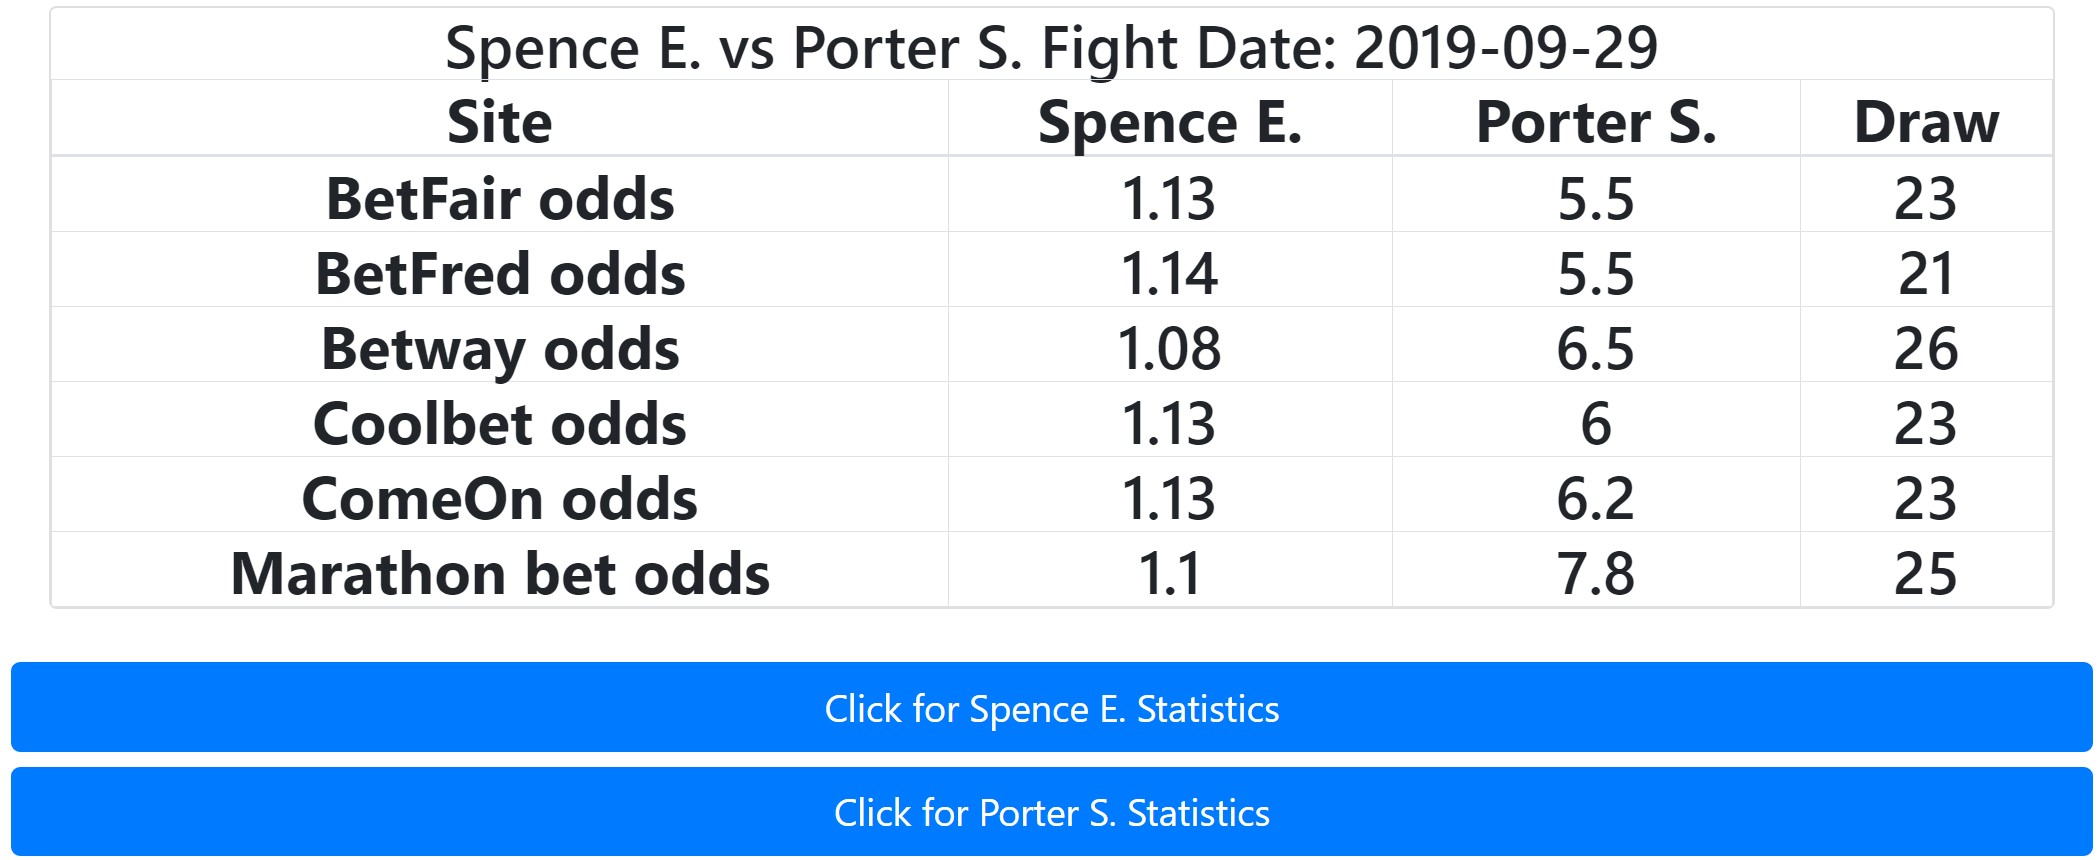 Spence E. vs Porter S. Fight Date: 2019-09-29
Site Spence E. Porter S. Draw
BetFair odds 1.13 5.5 23
BetFred odds 1.14 5.5 21
Betway odds 1.08 6.5 26
Coolbet odds 1.13 6 23
ComeOn odds 1.13 6.2 23
Marathon bet odds 1.1 7.8 25
Click for Spence E. Statistics
Click for Porter S. Statistics